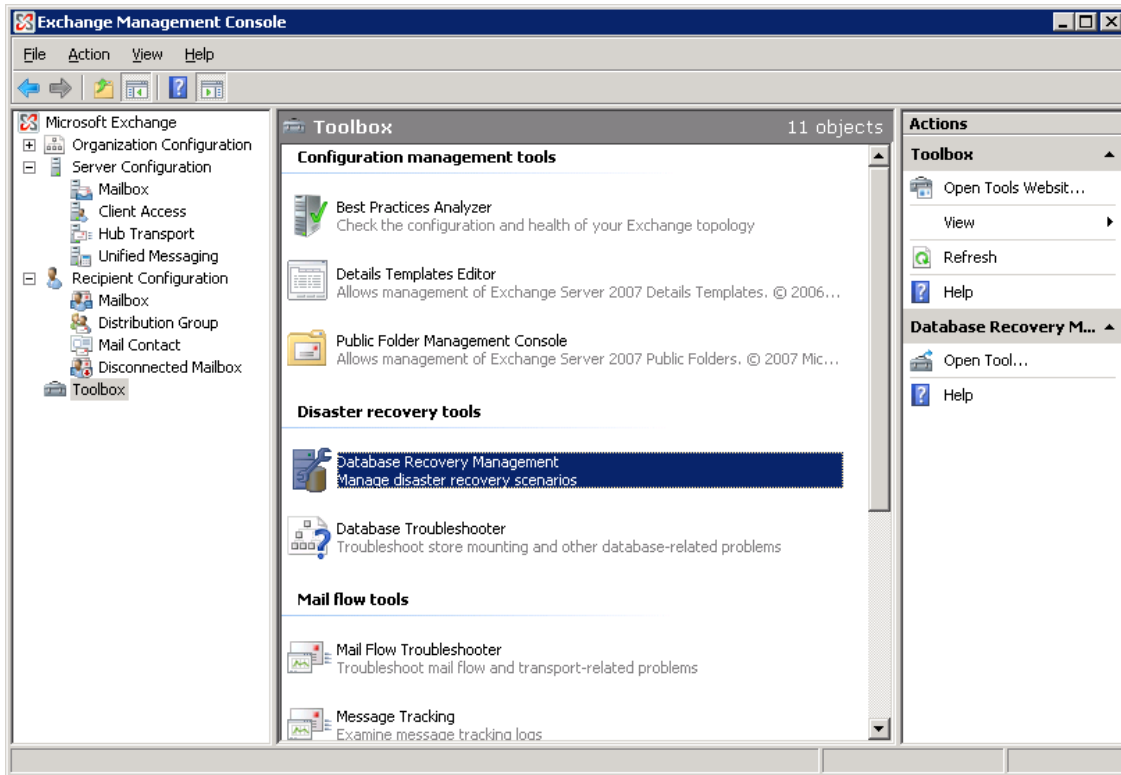 Exchange Management Console
File Action View Help
Microsoft Exchange
Organization Configuration
Server Configuration
Mailbox
Client Access
Hub Transport
Unified Messaging
Recipient Configuration
Mailbox
Distribution Group
Mail Contact
Disconnected Mailbox
Toolbox
Toolbox 11 objects
Configuration management tools
Best Practices Analyzer
Check the configuration and health of your Exchange topology
Details Templates Editor
Allows management of Exchange Server 2007 Details Templates. © 2006...
Public Folder Management Console
Allows management of Exchange Server 2007 Public Folders. © 2007 Mic...
Disaster recovery tools
Database Recovery Management
Manage disaster recovery scenarios
Database Troubleshooter
Troubleshoot store mounting and other database-related problems
Mail flow tools
Mail Flow Troubleshooter
Troubleshoot mail flow and transport-related problems
Message Tracking
Examine message tracking logs
Actions
Toolbox
Open Tools Websit...
View
Refresh
Help
Database Recovery M...
Open Tool...
Help